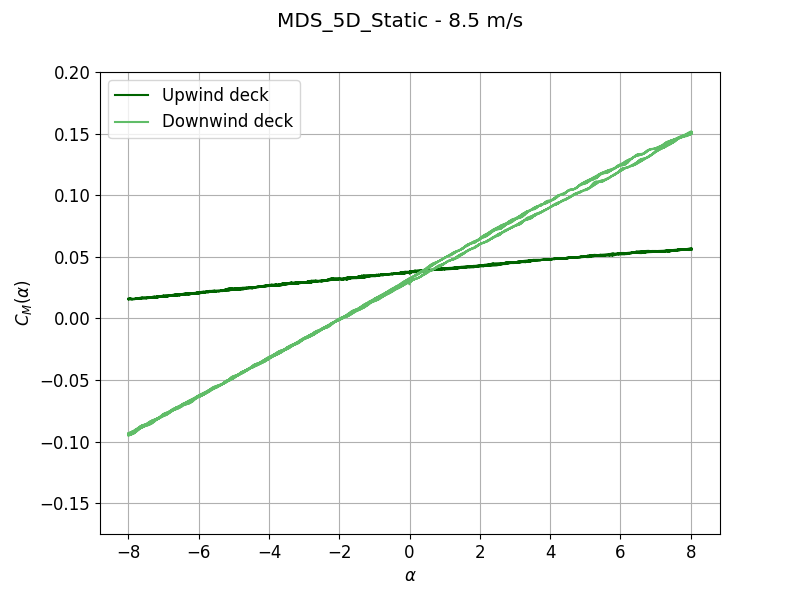 MDS_5D_Static - 8.5 m/s
Upwind deck
Downwind deck
0.20
0.15
0.10
0.05
0.00
−0.05
−0.10
−0.15
C_M(α)
−8 −6 −4 −2 0 2 4 6 8
α